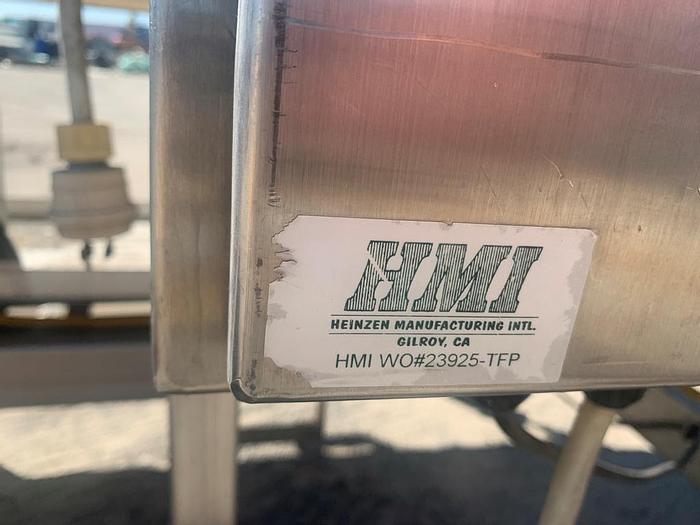 HMI
HEINZEN MANUFACTURING INTL.
GILROY, CA
HMI WO#23925-TFP